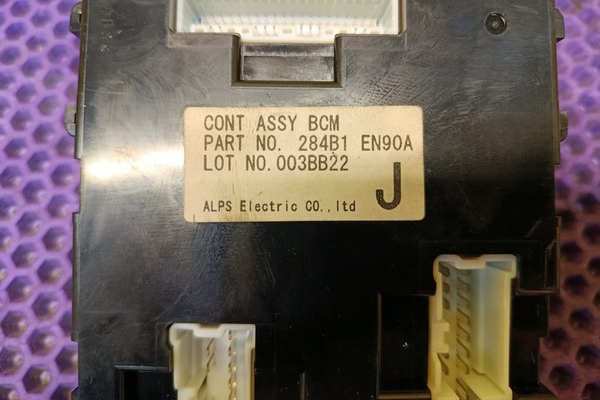 CONT ASSY BCM
PART NO. 284B1 EN90A
LOT NO.003BB22
J
ALPS Electric CO.,ltd